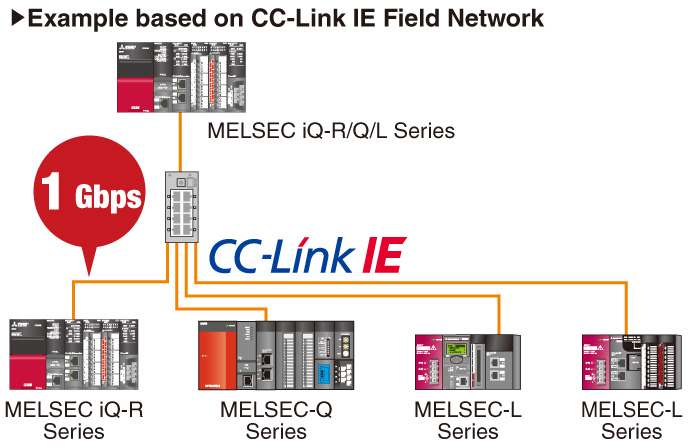 ▶Example based on CC-Link IE Field Network
MELSEC iQ-R/Q/L Series
1 Gbps
CC-Link IE
MELSEC iQ-R
Series
MELSEC-Q
Series
MELSEC-L
Series
MELSEC-L
Series